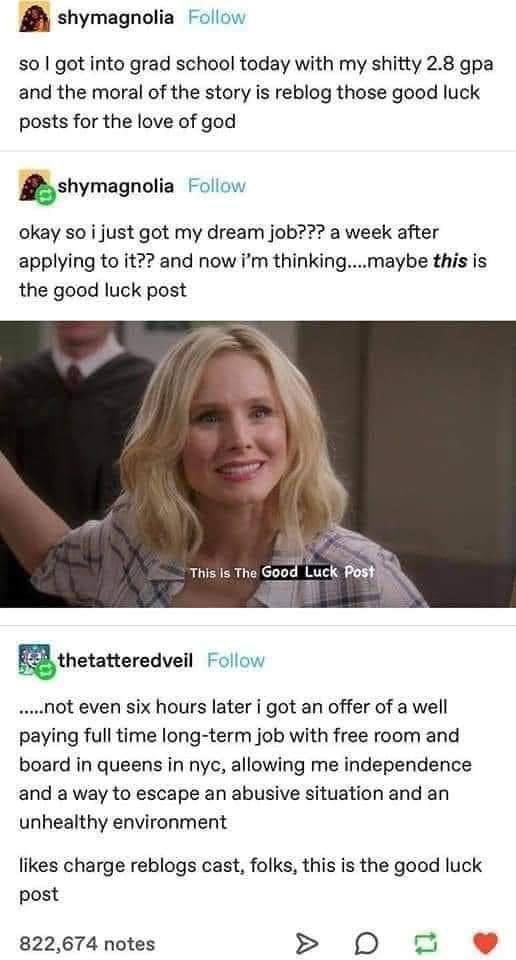 shymagnolia Follow
so I got into grad school today with my shitty 2.8 gpa
and the moral of the story is reblog those good luck
posts for the love of god
shymagnolia Follow
okay so i just got my dream job??? a week after
applying to it?? and now i'm thinking....maybe this is
the good luck post
This Is The Good Luck Post
thetatteredveil Follow
.....not even six hours later i got an offer of a well
paying full time long-term job with free room and
board in queens in nyc, allowing me independence
and a way to escape an abusive situation and an
unhealthy environment
likes charge reblogs cast, folks, this is the good luck
post
822,674 notes